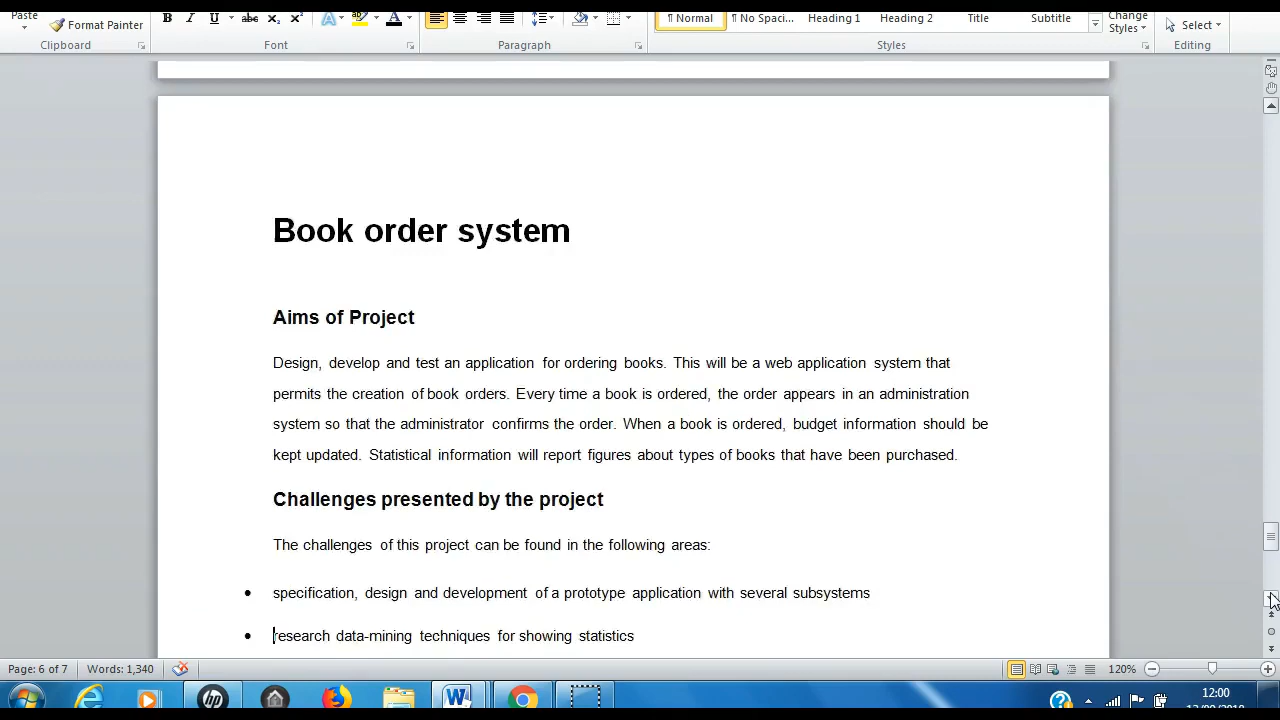 Paste
Format Painter
B I U abc x₂ x² A ab A
¶ Normal ¶ No Spaci... Heading 1 Heading 2 Title Subtitle
Change
Styles
Select
Clipboard Font Paragraph Styles Editing
Book order system
Aims of Project
Design, develop and test an application for ordering books. This will be a web application system that
permits the creation of book orders. Every time a book is ordered, the order appears in an administration
system so that the administrator confirms the order. When a book is ordered, budget information should be
kept updated. Statistical information will report figures about types of books that have been purchased.
Challenges presented by the project
The challenges of this project can be found in the following areas:
• specification, design and development of a prototype application with several subsystems
• research data-mining techniques for showing statistics
Page: 6 of 7 Words: 1,340 120%
hp W 12:00